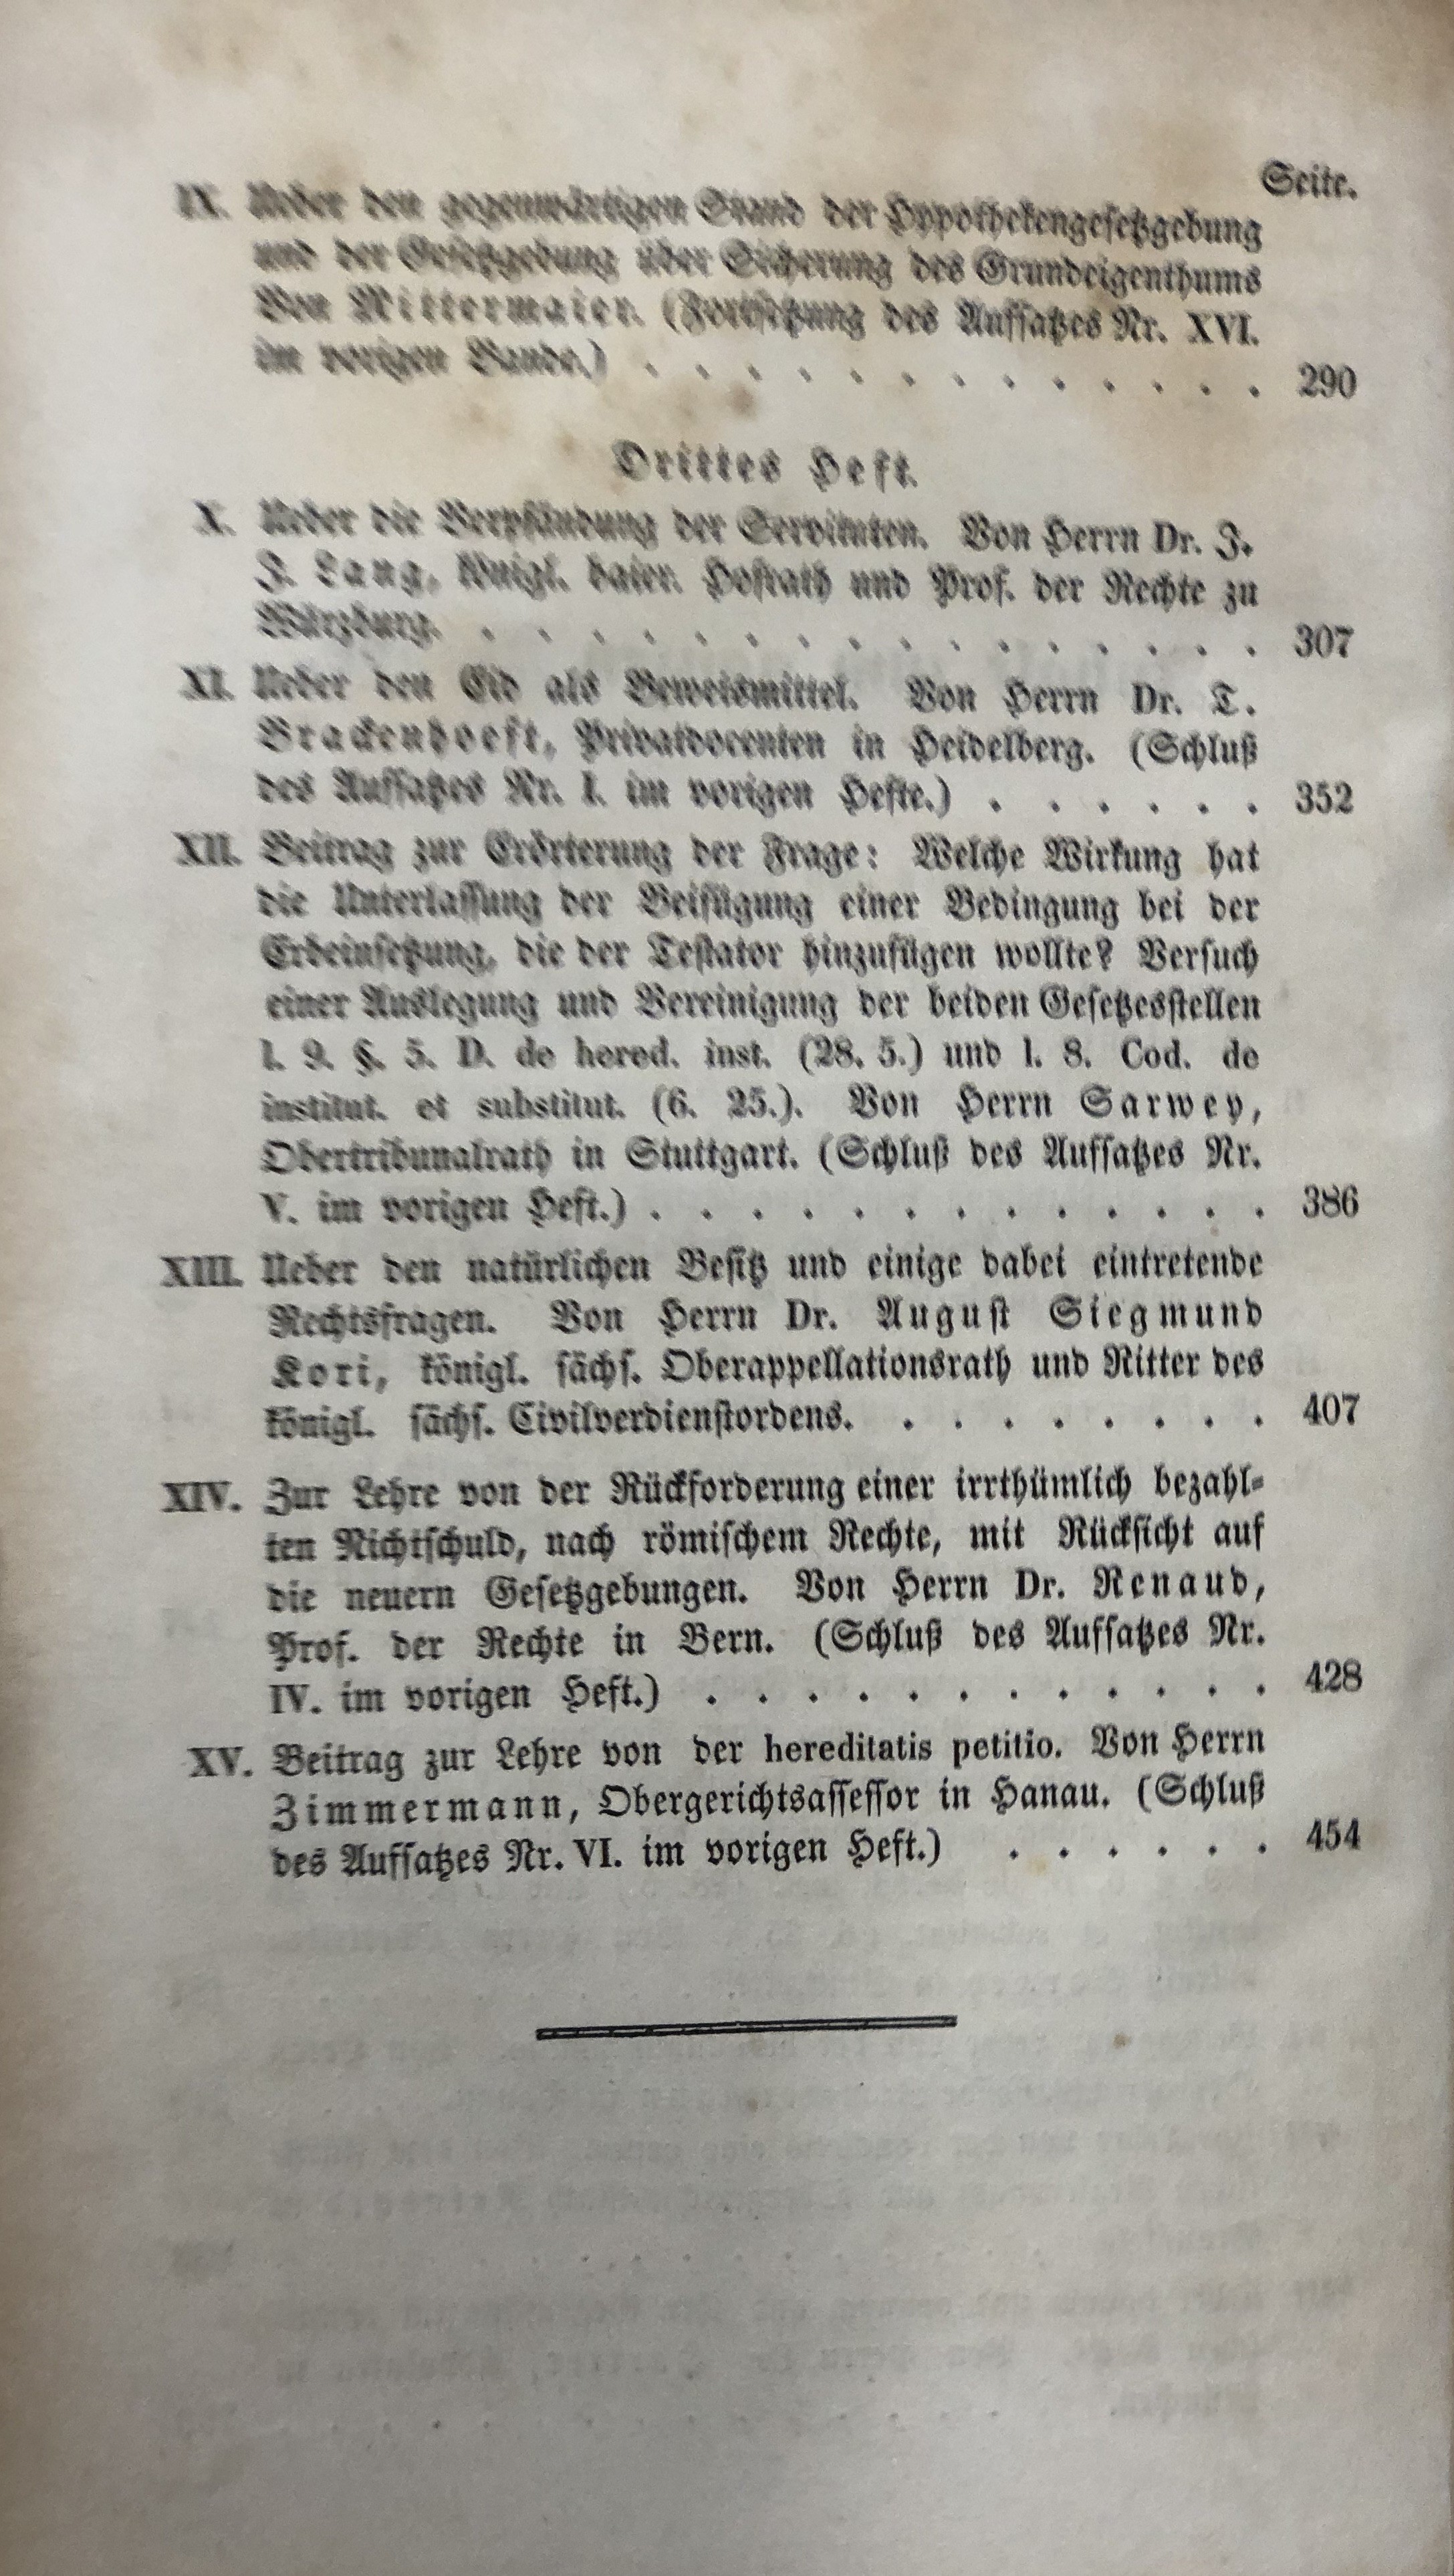 Seite.
IX. Ueber den gegenwärtigen Stand der Hypothekengesetzgebung
und der Gesetzgebung über Sicherung des Grundeigenthums
Von Mittermaier. (Fortsetzung des Aufsatzes Nr. XVI.
im vorigen Bande.) . . . . . . . . . . . . . 290
Drittes Heft.
X. Ueber die Verpfändung der Servituten. Von Herrn Dr. J.
J. Lang, königl. baier. Hofrath und Prof. der Rechte zu
Würzburg. . . . . . . . . . . . . . . . . 307
XI. Ueber den Eid als Beweismittel. Von Herrn Dr. T.
Brackenhoeft, Privatdocenten in Heidelberg. (Schluß
des Aufsatzes Nr. I. im vorigen Hefte.) . . . . . . 352
XII. Beitrag zur Erörterung der Frage: Welche Wirkung hat
die Unterlassung der Beifügung einer Bedingung bei der
Erbeinsetzung, die der Testator hinzufügen wollte? Versuch
einer Auslegung und Vereinigung der beiden Gesetzesstellen
l. 9. §. 5. D. de hered. inst. (28. 5.) und l. 8. Cod. de
institut. et substitut. (6. 25.). Von Herrn Sarwey,
Obertribunalrath in Stuttgart. (Schluß des Aufsatzes Nr.
V. im vorigen Heft.) . . . . . . . . . . . . . 386
XIII. Ueber den natürlichen Besitz und einige dabei eintretende
Rechtsfragen. Von Herrn Dr. August Siegmund
Kori, königl. sächs. Oberappellationsrath und Ritter des
königl. sächs. Civilverdienstordens. . . . . . . . . 407
XIV. Zur Lehre von der Rückforderung einer irrthümlich bezahl-
ten Nichtschuld, nach römischem Rechte, mit Rücksicht auf
die neuern Gesetzgebungen. Von Herrn Dr. Renaud,
Prof. der Rechte in Bern. (Schluß des Aufsatzes Nr.
IV. im vorigen Heft.) . . . . . . . . . . . . 428
XV. Beitrag zur Lehre von der hereditatis petitio. Von Herrn
Zimmermann, Obergerichtsassessor in Hanau. (Schluß
des Aufsatzes Nr. VI. im vorigen Heft.) . . . . . . 454